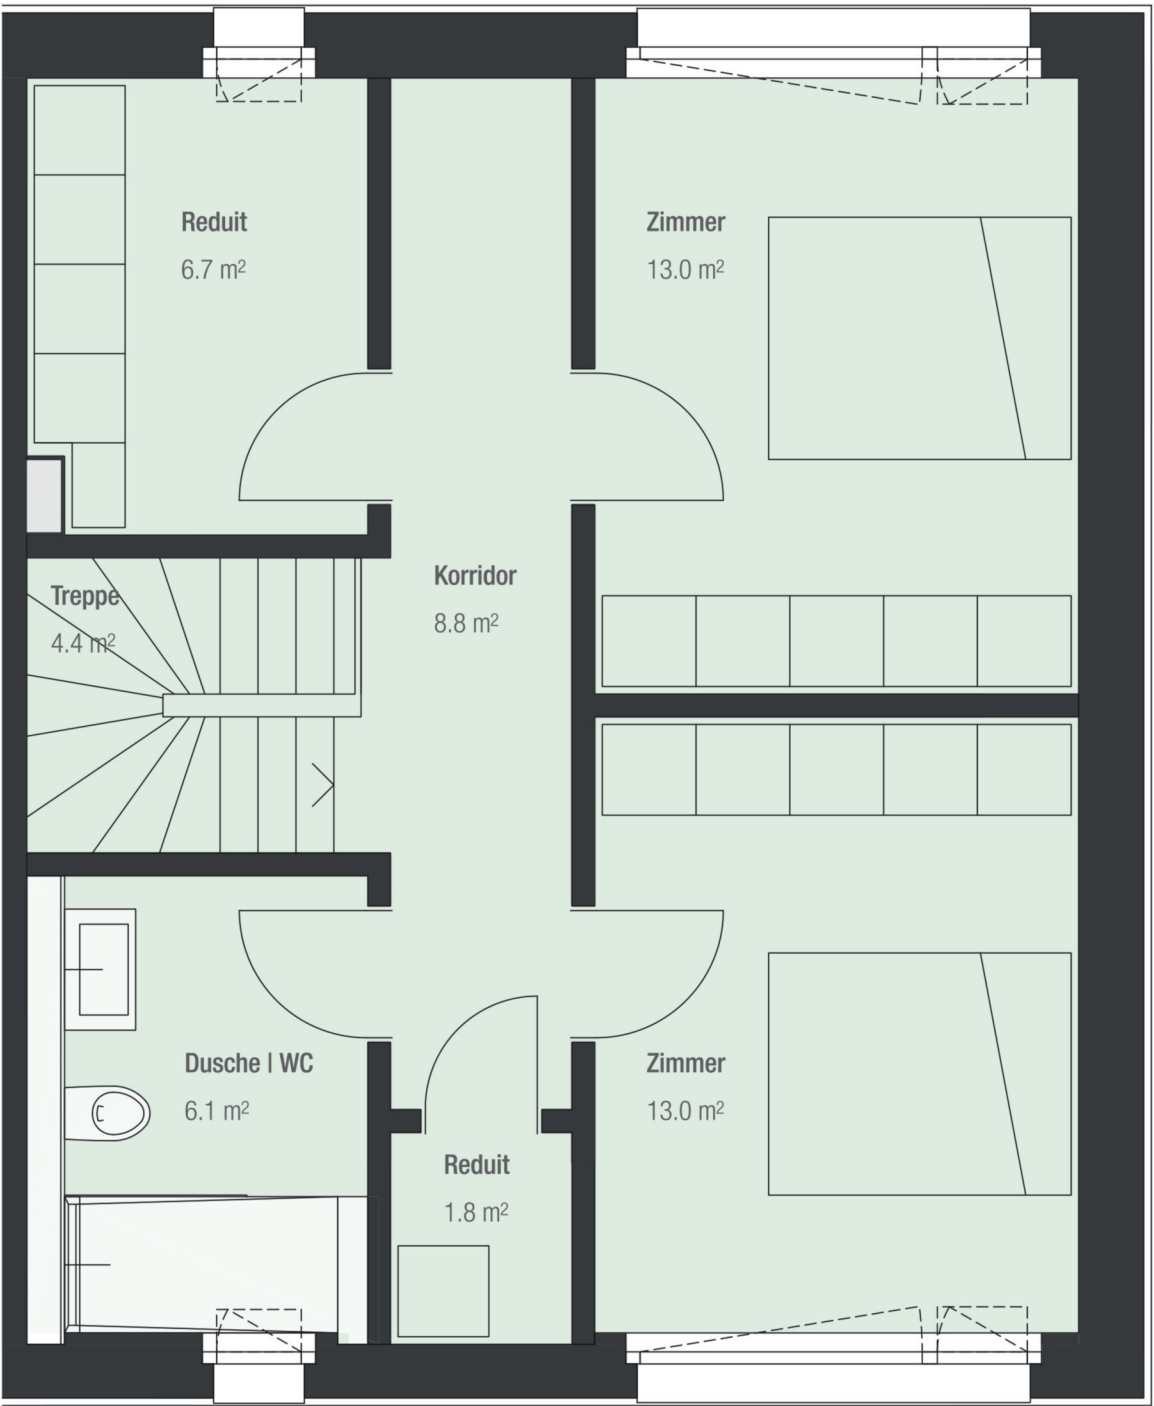 Reduit
6.7 m²
Zimmer
13.0 m²
Korridor
8.8 m²
Treppe
4.4 m²
Dusche | WC
6.1 m²
Zimmer
13.0 m²
Reduit
1.8 m²